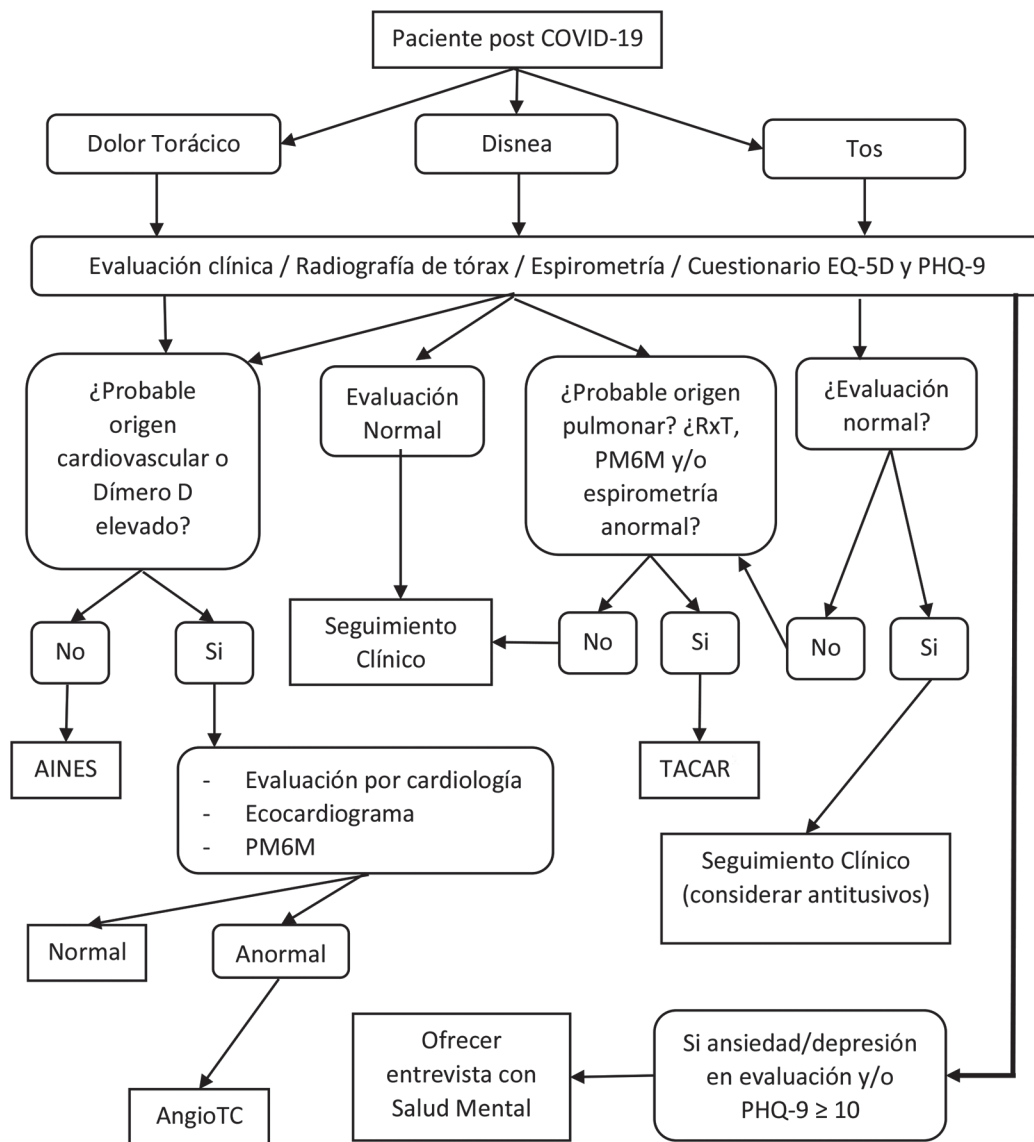 Paciente post COVID-19
Dolor Torácico
Disnea
Tos
Evaluación clínica / Radiografía de tórax / Espirometría / Cuestionario EQ-5D y PHQ-9
¿Probable
origen
cardiovascular o
Dímero D
elevado?
Evaluación
Normal
¿Probable origen
pulmonar? ¿RxT,
PM6M y/o
espirometría
anormal?
¿Evaluación
normal?
No
Si
Seguimiento
Clínico
No
Si
No
Si
AINES
- Evaluación por cardiología
- Ecocardiograma
- PM6M
TACAR
Seguimiento Clínico
(considerar antitusivos)
Normal
Anormal
AngioTC
Ofrecer
entrevista con
Salud Mental
Si ansiedad/depresión
en evaluación y/o
PHQ-9 ≥ 10